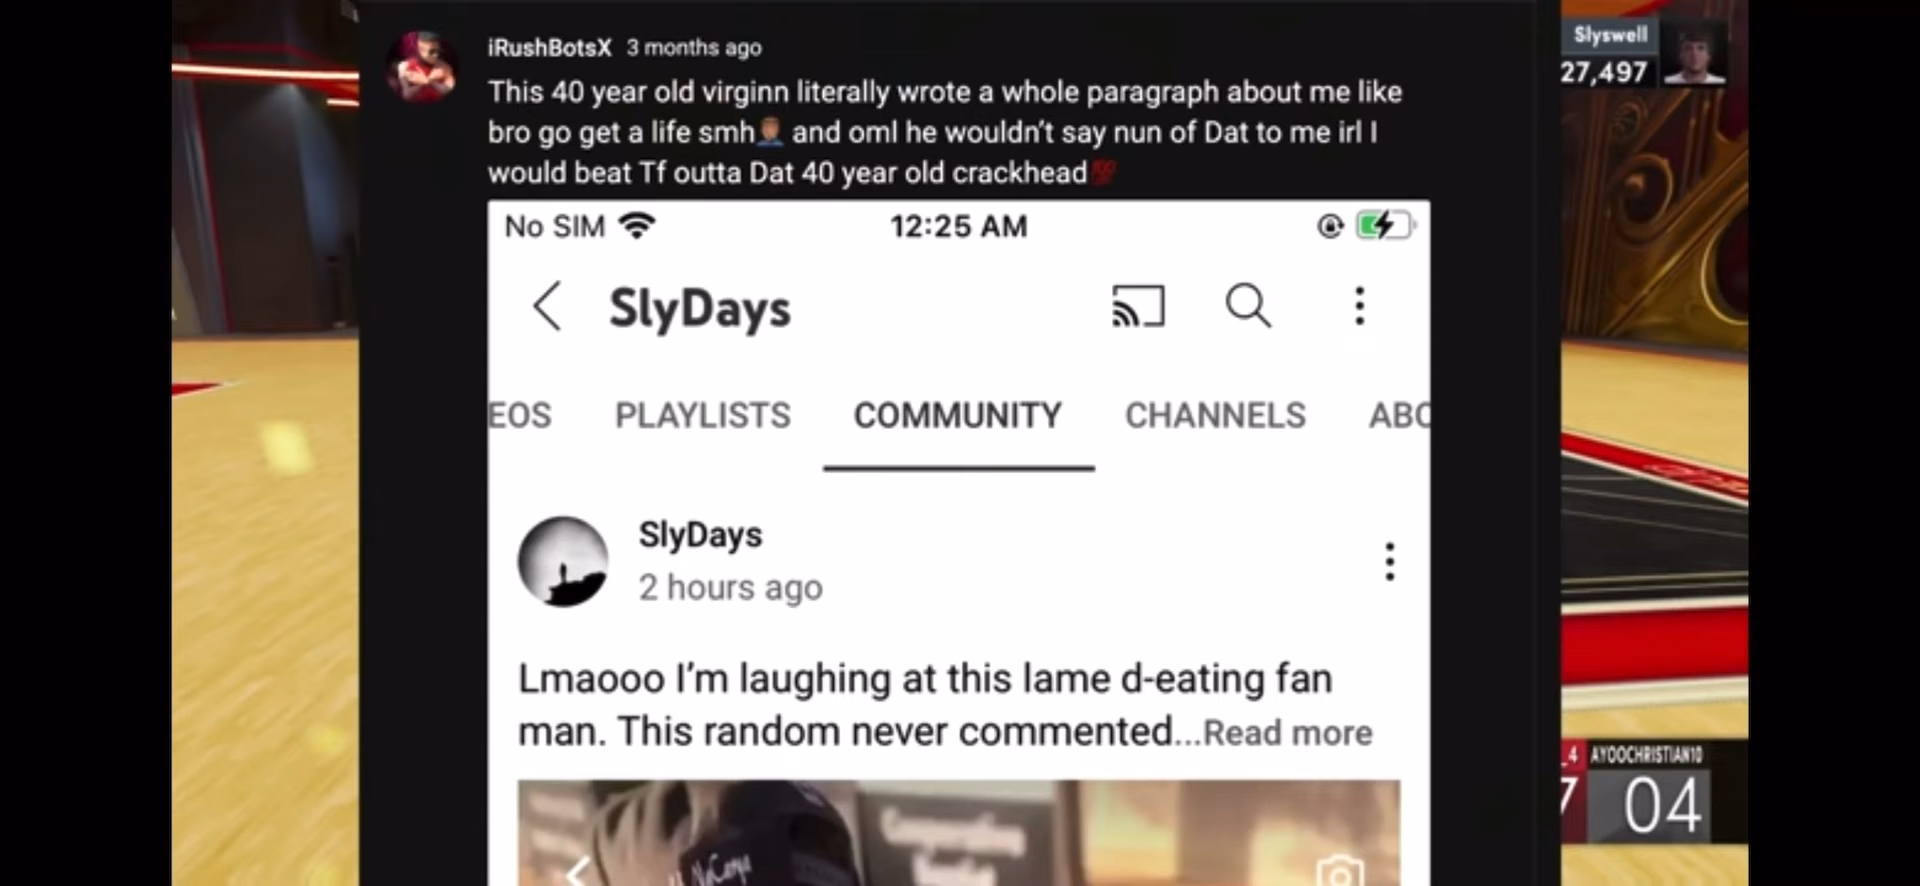 iRushBotsX 3 months ago
This 40 year old virginn literally wrote a whole paragraph about me like
bro go get a life smh🤦🏽‍♂️ and oml he wouldn't say nun of Dat to me irl I
would beat Tf outta Dat 40 year old crackhead💯
Slyswell
27,497
No SIM 12:25 AM
SlyDays
EOS PLAYLISTS COMMUNITY CHANNELS ABO
SlyDays
2 hours ago
Lmaooo I'm laughing at this lame d-eating fan
man. This random never commented...Read more
_4 AYOOCHRISTIAN10
7 04